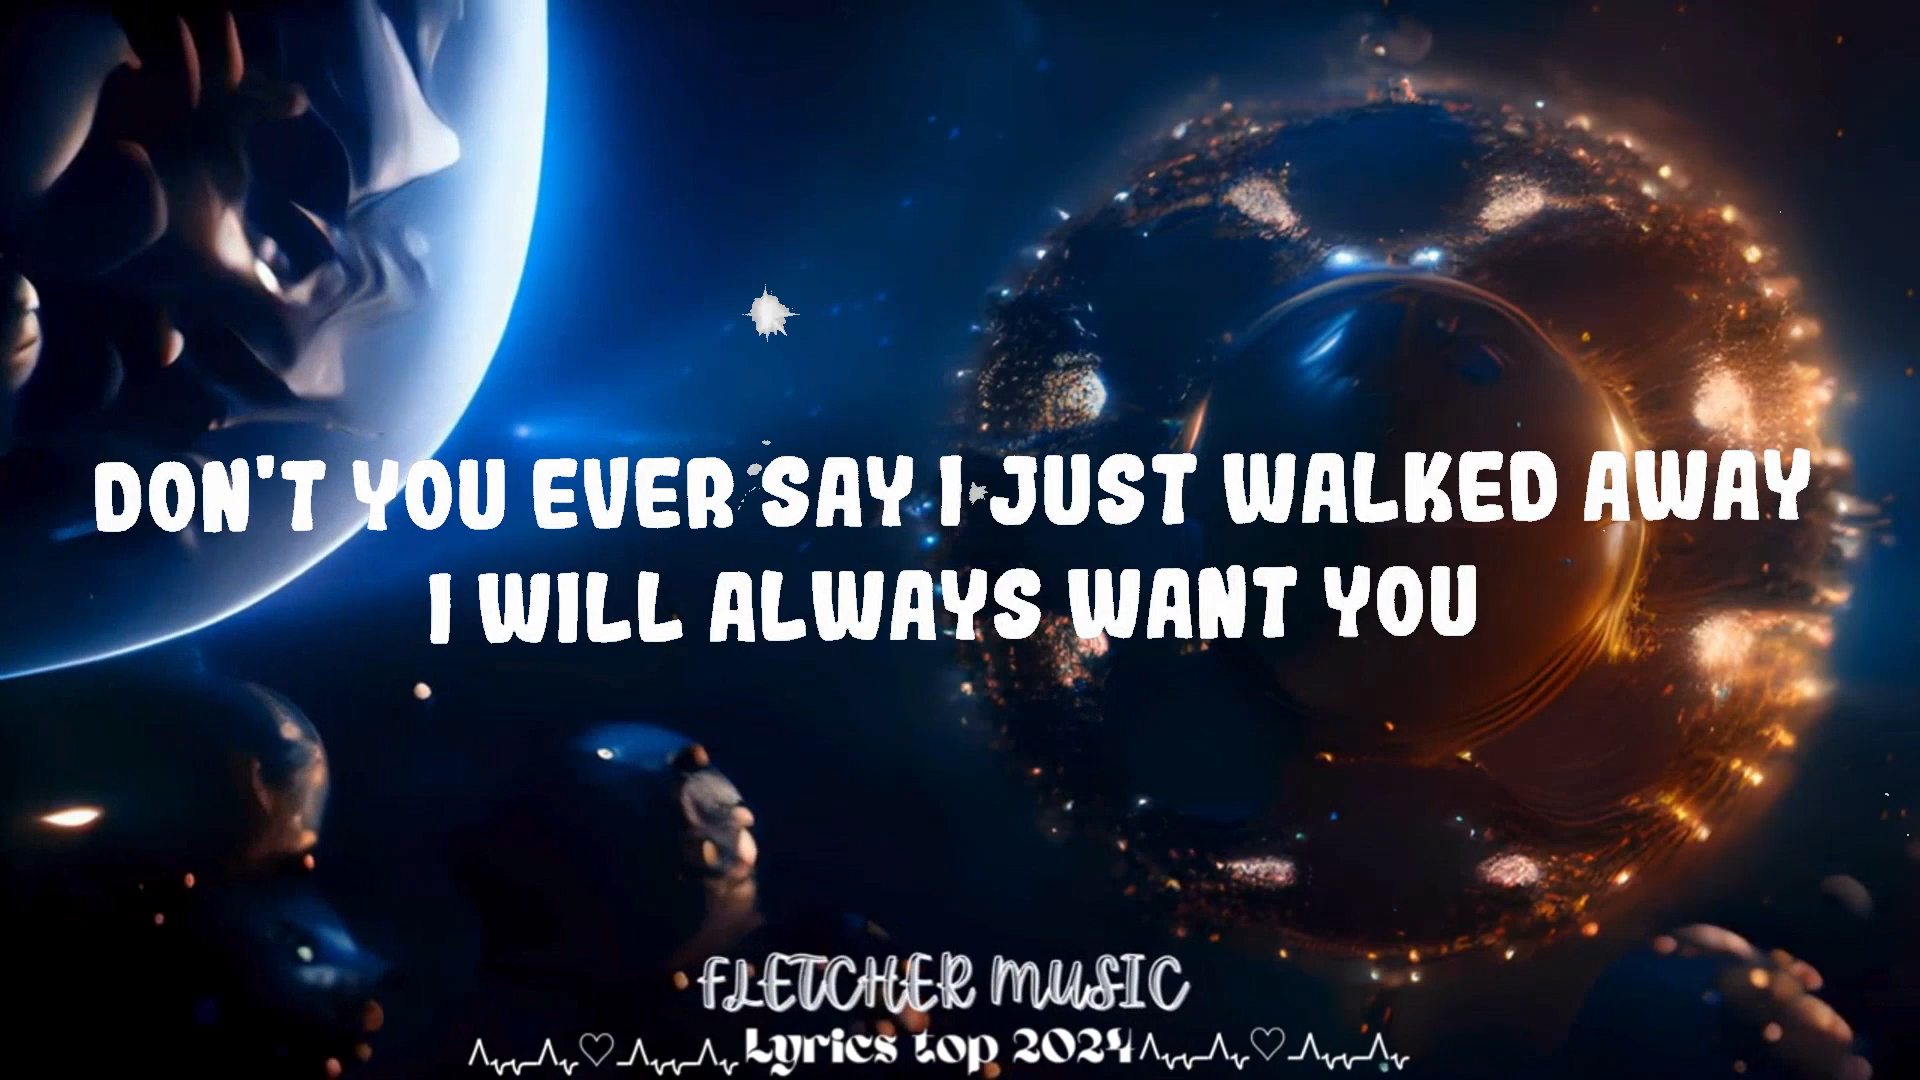 DON'T YOU EVER SAY I JUST WALKED AWAY
I WILL ALWAYS WANT YOU
FLETCHER MUSIC
Lyrics top 2024